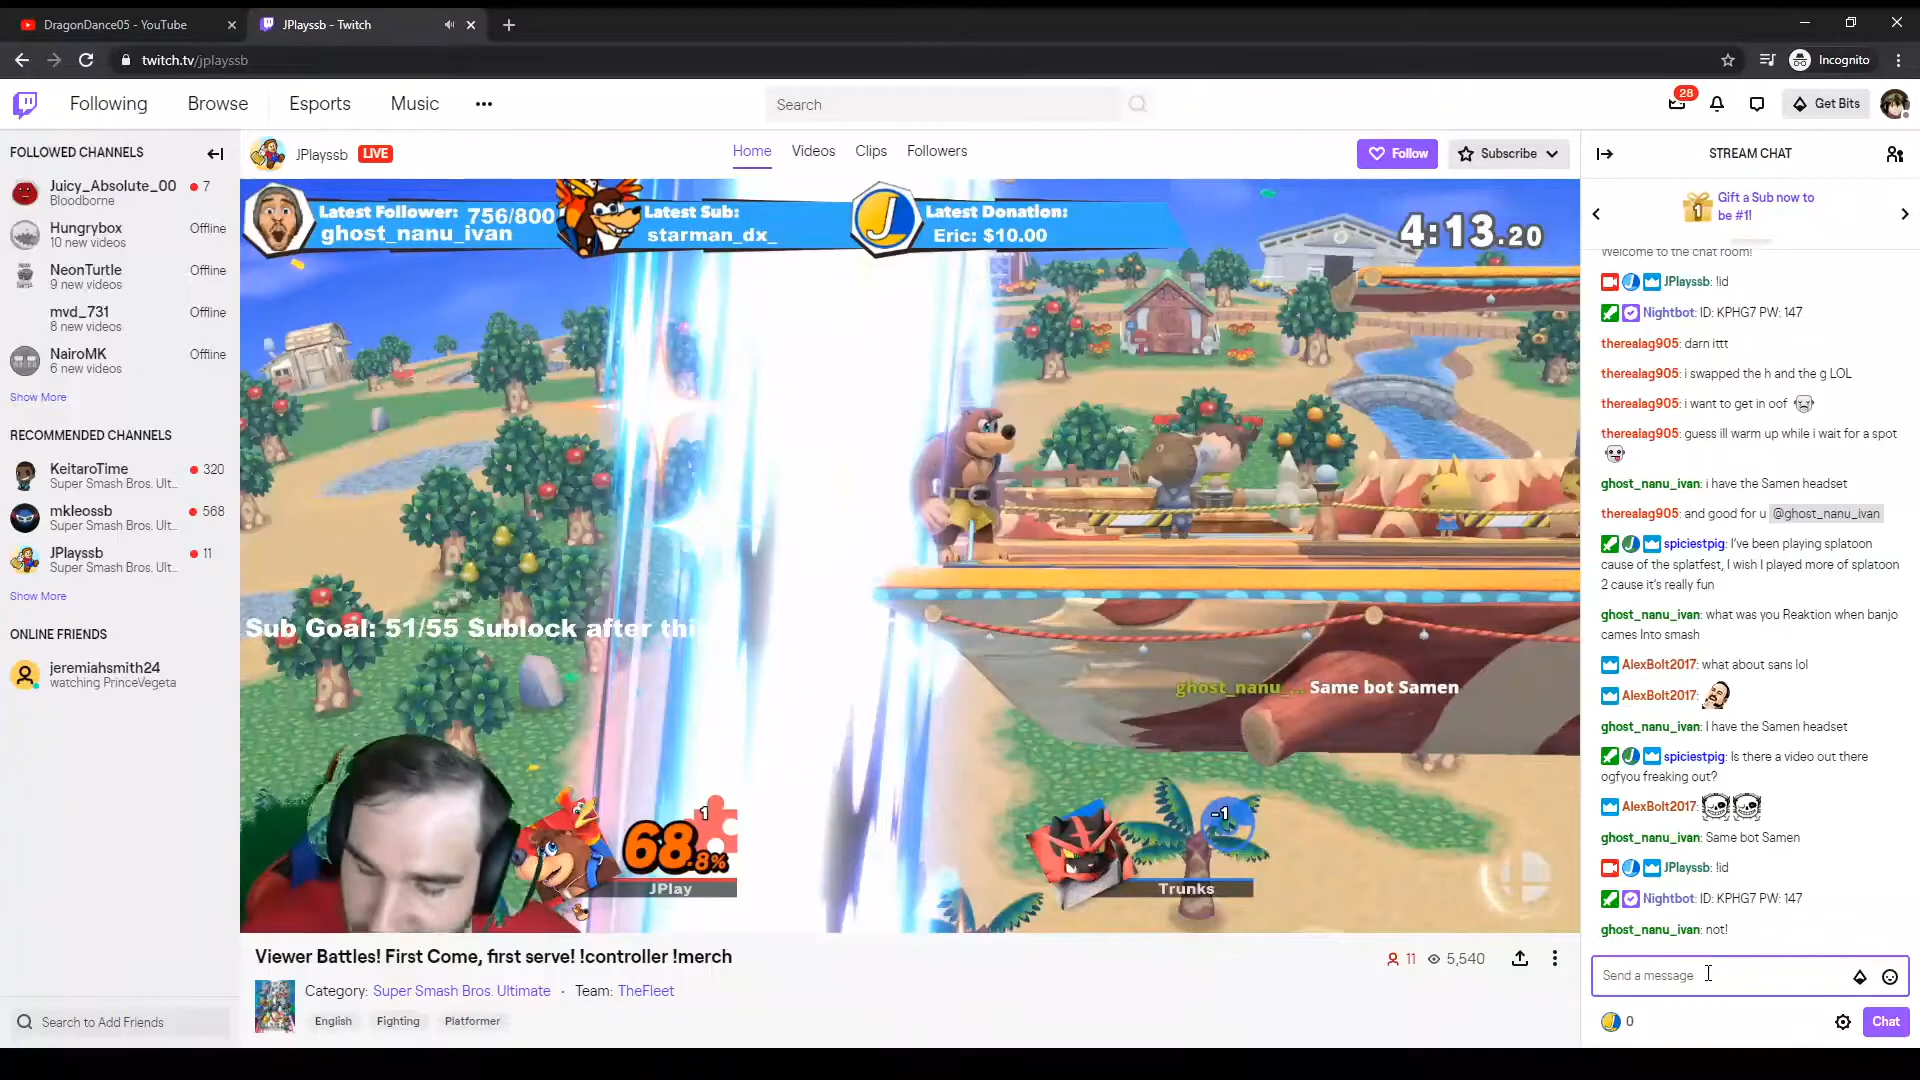 DragonDance05 - YouTube
JPlayssb - Twitch
twitch.tv/jplayssb
Incognito
Following
Browse
Esports
Music
Search
28
Get Bits
FOLLOWED CHANNELS
Juicy_Absolute_00
7
Bloodborne
Hungrybox
Offline
10 new videos
NeonTurtle
Offline
9 new videos
mvd_731
Offline
8 new videos
NairoMK
Offline
6 new videos
Show More
RECOMMENDED CHANNELS
KeitaroTime
320
Super Smash Bros. Ult...
mkleossb
568
Super Smash Bros. Ult...
JPlayssb
11
Super Smash Bros. Ult...
Show More
ONLINE FRIENDS
jeremiahsmith24
watching PrinceVegeta
Search to Add Friends
JPlayssb LIVE
Home
Videos
Clips
Followers
Follow
Subscribe
Latest Follower: 756/800
ghost_nanu_ivan
Latest Sub:
starman_dx_
Latest Donation:
Eric: $10.00
4:13.20
Sub Goal: 51/55 Sublock after thi
ghost_nanu_... Same bot Samen
1
68.8%
JPlay
-1
Trunks
Viewer Battles! First Come, first serve! !controller !merch
11
5,540
Category: Super Smash Bros. Ultimate · Team: TheFleet
English
Fighting
Platformer
STREAM CHAT
1
Gift a Sub now to
be #1!
Welcome to the chat room!
JPlayssb: !id
Nightbot: ID: KPHG7 PW: 147
therealag905: darn ittt
therealag905: i swapped the h and the g LOL
therealag905: i want to get in oof
therealag905: guess ill warm up while i wait for a spot
ghost_nanu_ivan: i have the Samen headset
therealag905: and good for u @ghost_nanu_ivan
spiciestpig: I've been playing splatoon
cause of the splatfest, I wish I played more of splatoon
2 cause it's really fun
ghost_nanu_ivan: what was you Reaktion when banjo
cames Into smash
AlexBolt2017: what about sans lol
AlexBolt2017:
ghost_nanu_ivan: I have the Samen headset
spiciestpig: Is there a video out there
ogfyou freaking out?
AlexBolt2017:
ghost_nanu_ivan: Same bot Samen
JPlayssb: !id
Nightbot: ID: KPHG7 PW: 147
ghost_nanu_ivan: not!
Send a message
0
Chat